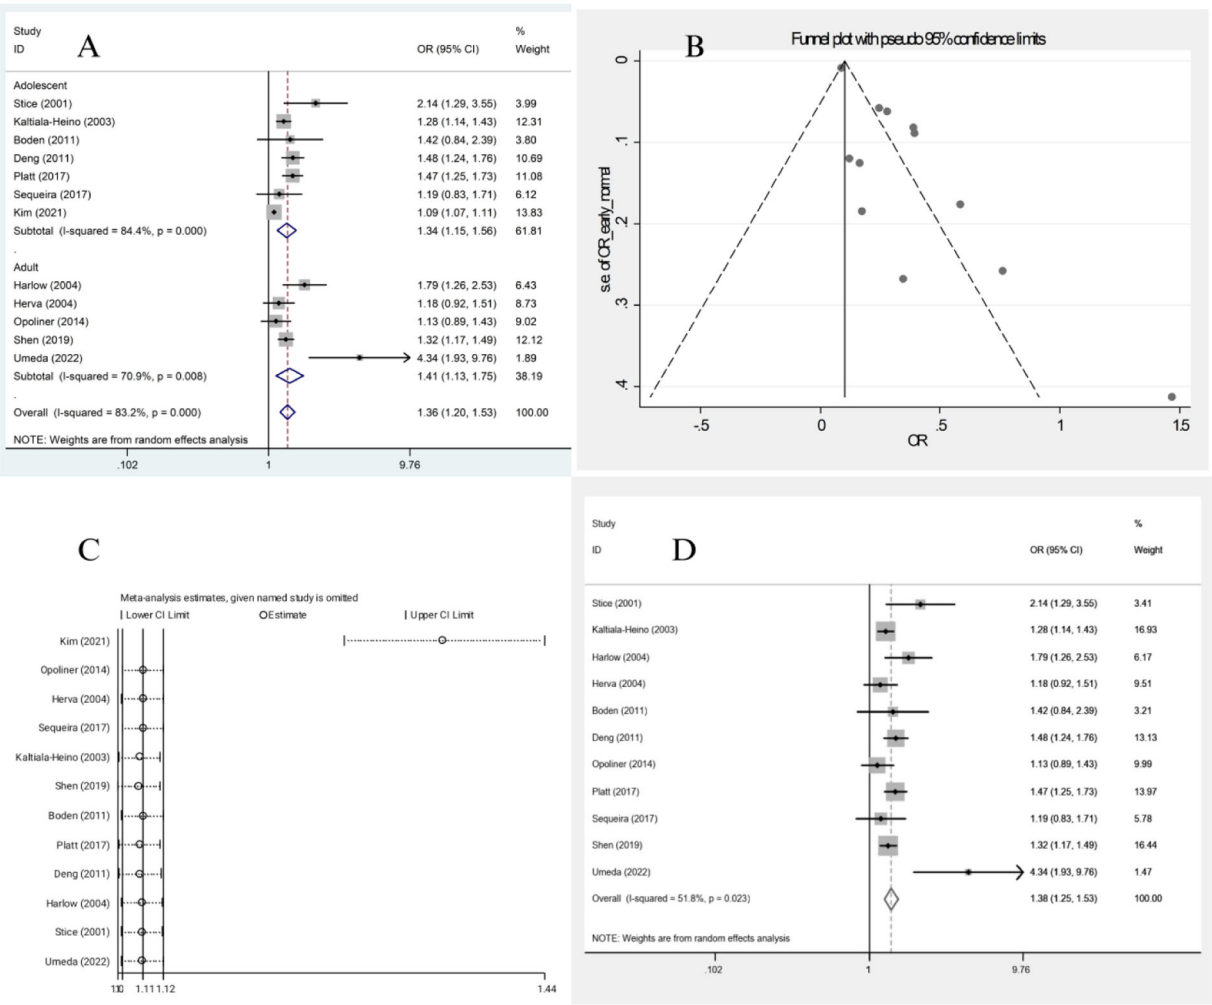 Study %
ID A OR (95% CI) Weight
Adolescent
Stice (2001) 2.14 (1.29, 3.55) 3.99
Kaltiala-Heino (2003) 1.28 (1.14, 1.43) 12.31
Boden (2011) 1.42 (0.84, 2.39) 3.80
Deng (2011) 1.48 (1.24, 1.76) 10.69
Platt (2017) 1.47 (1.25, 1.73) 11.08
Sequeira (2017) 1.19 (0.83, 1.71) 6.12
Kim (2021) 1.09 (1.07, 1.11) 13.83
Subtotal (I-squared = 84.4%, p = 0.000) 1.34 (1.15, 1.56) 61.81
.
Adult
Harlow (2004) 1.79 (1.26, 2.53) 6.43
Herva (2004) 1.18 (0.92, 1.51) 8.73
Opoliner (2014) 1.13 (0.89, 1.43) 9.02
Shen (2019) 1.32 (1.17, 1.49) 12.12
Umeda (2022) 4.34 (1.93, 9.76) 1.89
Subtotal (I-squared = 70.9%, p = 0.008) 1.41 (1.13, 1.75) 38.19
.
Overall (I-squared = 83.2%, p = 0.000) 1.36 (1.20, 1.53) 100.00
NOTE: Weights are from random effects analysis
.102 1 9.76
B
Funnel plot with pseudo 95% confidence limits
s.e. of OR_early_normal
0
.1
.2
.3
.4
-.5 0 .5 1 1.5
OR
C
Meta-analysis estimates, given named study is omitted
Lower CI Limit Estimate Upper CI Limit
Kim (2021)
Opoliner (2014)
Herva (2004)
Sequeira (2017)
Kaltiala-Heino (2003)
Shen (2019)
Boden (2011)
Platt (2017)
Deng (2011)
Harlow (2004)
Stice (2001)
Umeda (2022)
1.11 1.12 1.44
Study %
ID D OR (95% CI) Weight
Stice (2001) 2.14 (1.29, 3.55) 3.41
Kaltiala-Heino (2003) 1.28 (1.14, 1.43) 16.93
Harlow (2004) 1.79 (1.26, 2.53) 6.17
Herva (2004) 1.18 (0.92, 1.51) 9.51
Boden (2011) 1.42 (0.84, 2.39) 3.21
Deng (2011) 1.48 (1.24, 1.76) 13.13
Opoliner (2014) 1.13 (0.89, 1.43) 9.99
Platt (2017) 1.47 (1.25, 1.73) 13.97
Sequeira (2017) 1.19 (0.83, 1.71) 5.78
Shen (2019) 1.32 (1.17, 1.49) 16.44
Umeda (2022) 4.34 (1.93, 9.76) 1.47
Overall (I-squared = 51.8%, p = 0.023) 1.38 (1.25, 1.53) 100.00
NOTE: Weights are from random effects analysis
.102 1 9.76